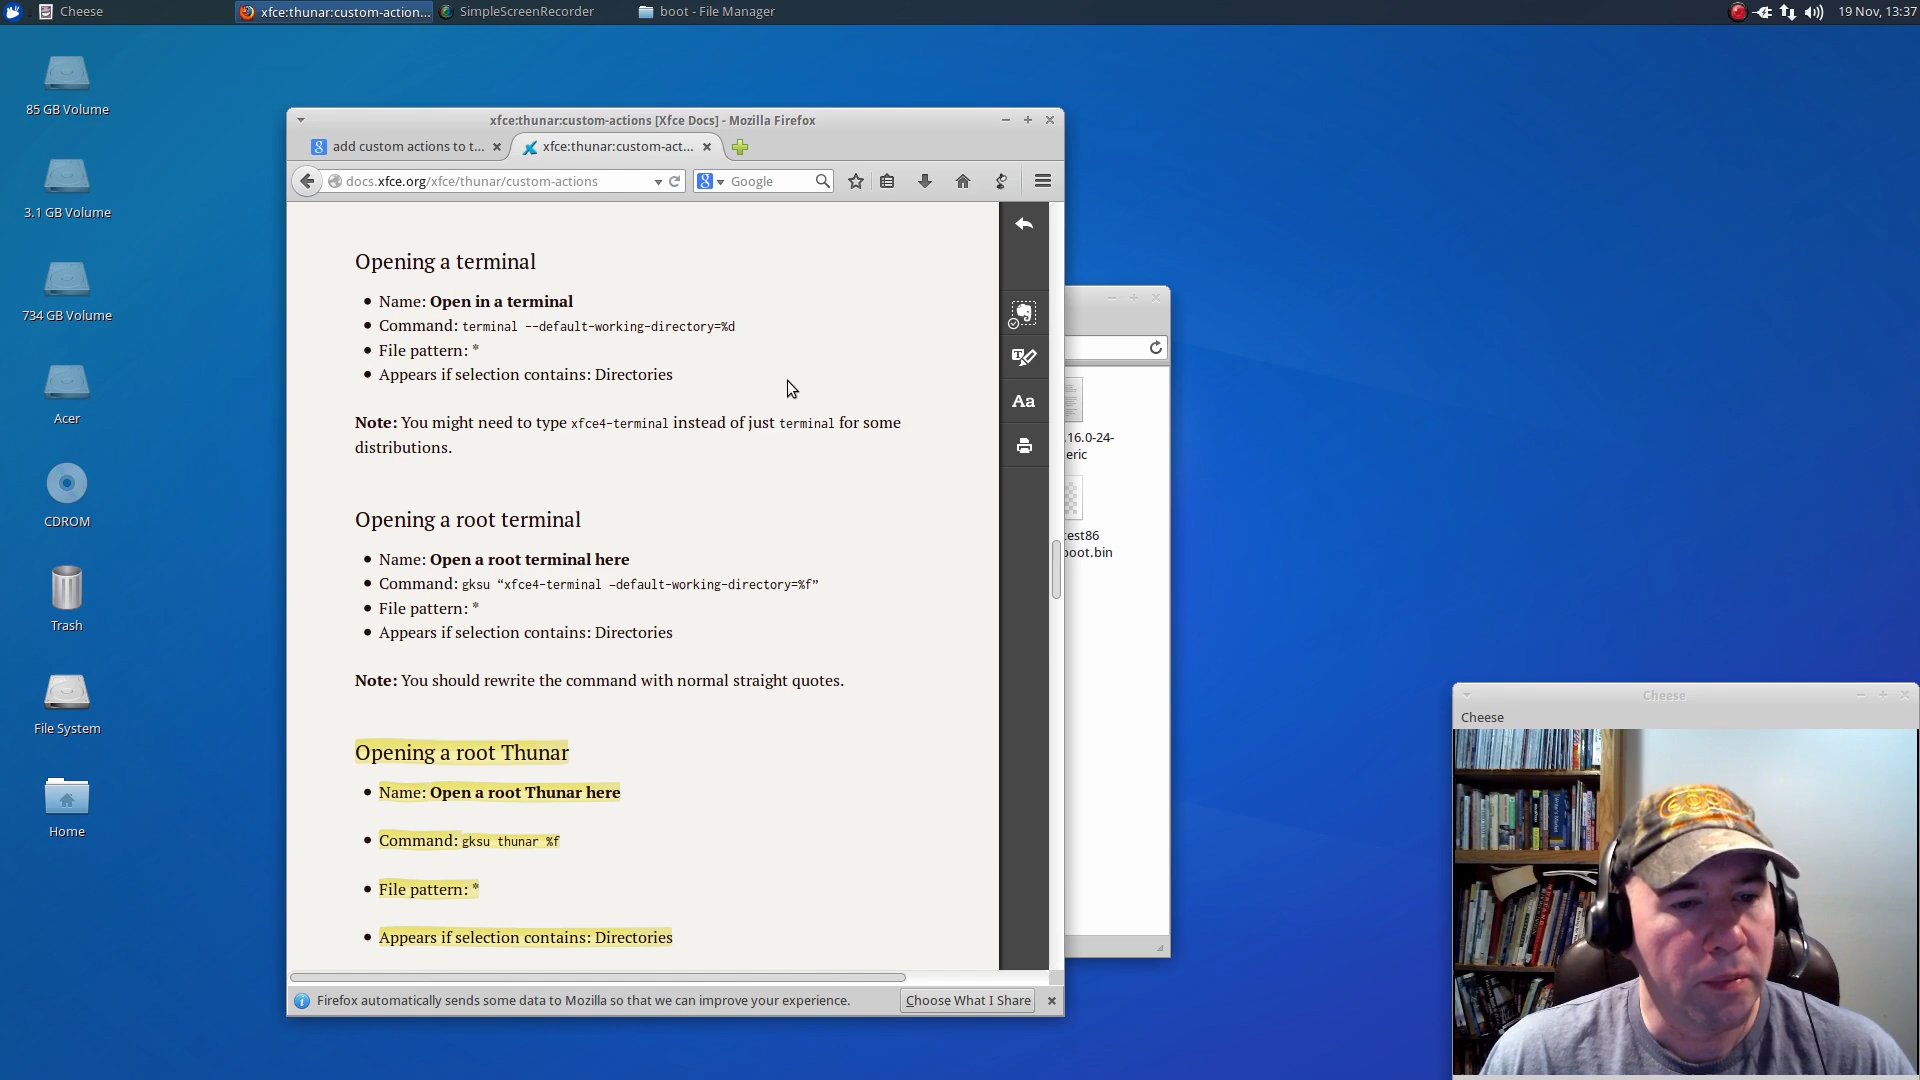 Cheese
xfce:thunar:custom-action...
SimpleScreenRecorder
boot - File Manager
19 Nov, 13:37
85 GB Volume
3.1 GB Volume
734 GB Volume
Acer
CDROM
Trash
File System
Home
xfce:thunar:custom-actions [Xfce Docs] - Mozilla Firefox
add custom actions to t...
xfce:thunar:custom-act...
docs.xfce.org/xfce/thunar/custom-actions
Google
Opening a terminal
Name: Open in a terminal
Command: terminal --default-working-directory=%d
File pattern: *
Appears if selection contains: Directories
Note: You might need to type xfce4-terminal instead of just terminal for some
distributions.
Opening a root terminal
Name: Open a root terminal here
Command: gksu “xfce4-terminal –default-working-directory=%f”
File pattern: *
Appears if selection contains: Directories
Note: You should rewrite the command with normal straight quotes.
Opening a root Thunar
Name: Open a root Thunar here
Command: gksu thunar %f
File pattern: *
Appears if selection contains: Directories
Aa
Firefox automatically sends some data to Mozilla so that we can improve your experience.
Choose What I Share
.16.0-24-
eric
test86
boot.bin
Cheese
Cheese